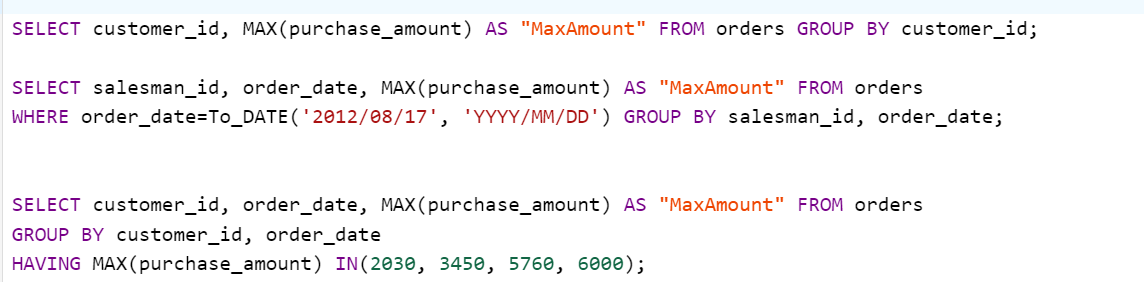 SELECT customer_id, MAX(purchase_amount) AS "MaxAmount" FROM orders GROUP BY customer_id;
SELECT salesman_id, order_date, MAX(purchase_amount) AS "MaxAmount" FROM orders
WHERE order_date=To_DATE('2012/08/17', 'YYYY/MM/DD') GROUP BY salesman_id, order_date;
SELECT customer_id, order_date, MAX(purchase_amount) AS "MaxAmount" FROM orders
GROUP BY customer_id, order_date
HAVING MAX(purchase_amount) IN(2030, 3450, 5760, 6000);